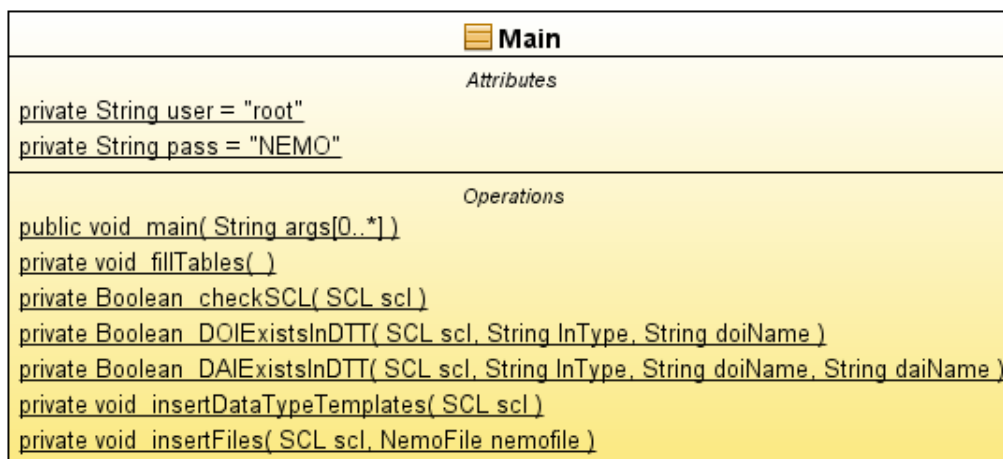 Main
Attributes
private String user = "root"
private String pass = "NEMO"
Operations
public void main( String args[0..*] )
private void fillTables( )
private Boolean checkSCL( SCL scl )
private Boolean DOIExistsInDTT( SCL scl, String lnType, String doiName )
private Boolean DAIExistsInDTT( SCL scl, String lnType, String doiName, String daiName )
private void insertDataTypeTemplates( SCL scl )
private void insertFiles( SCL scl, NemoFile nemofile )